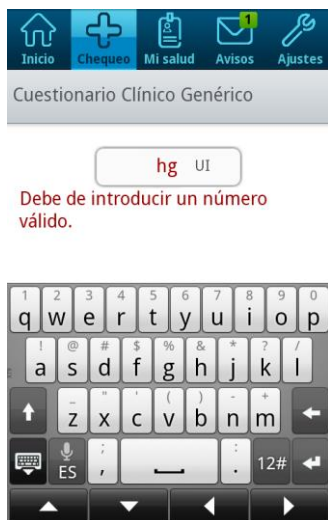 1
Inicio Chequeo Mi salud Avisos Ajustes
Cuestionario Clínico Genérico
hg UI
Debe de introducir un número
válido.
1 2 3 4 5 6 7 8 9 0
q w e r t y u i o p
! @ # $ % & * ? /
a s d f g h j k l
_ " ' ( ) - +
z x c v b n m
ES , ; . : 12#